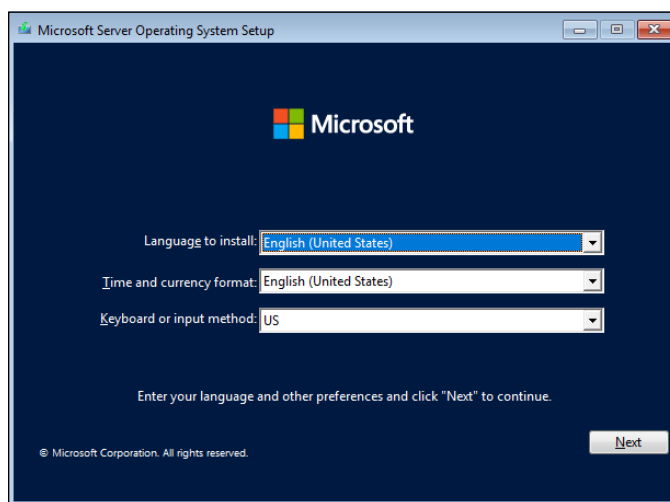 Microsoft Server Operating System Setup
Microsoft
Language to install: English (United States)
Time and currency format: English (United States)
Keyboard or input method: US
Enter your language and other preferences and click "Next" to continue.
Next
© Microsoft Corporation. All rights reserved.